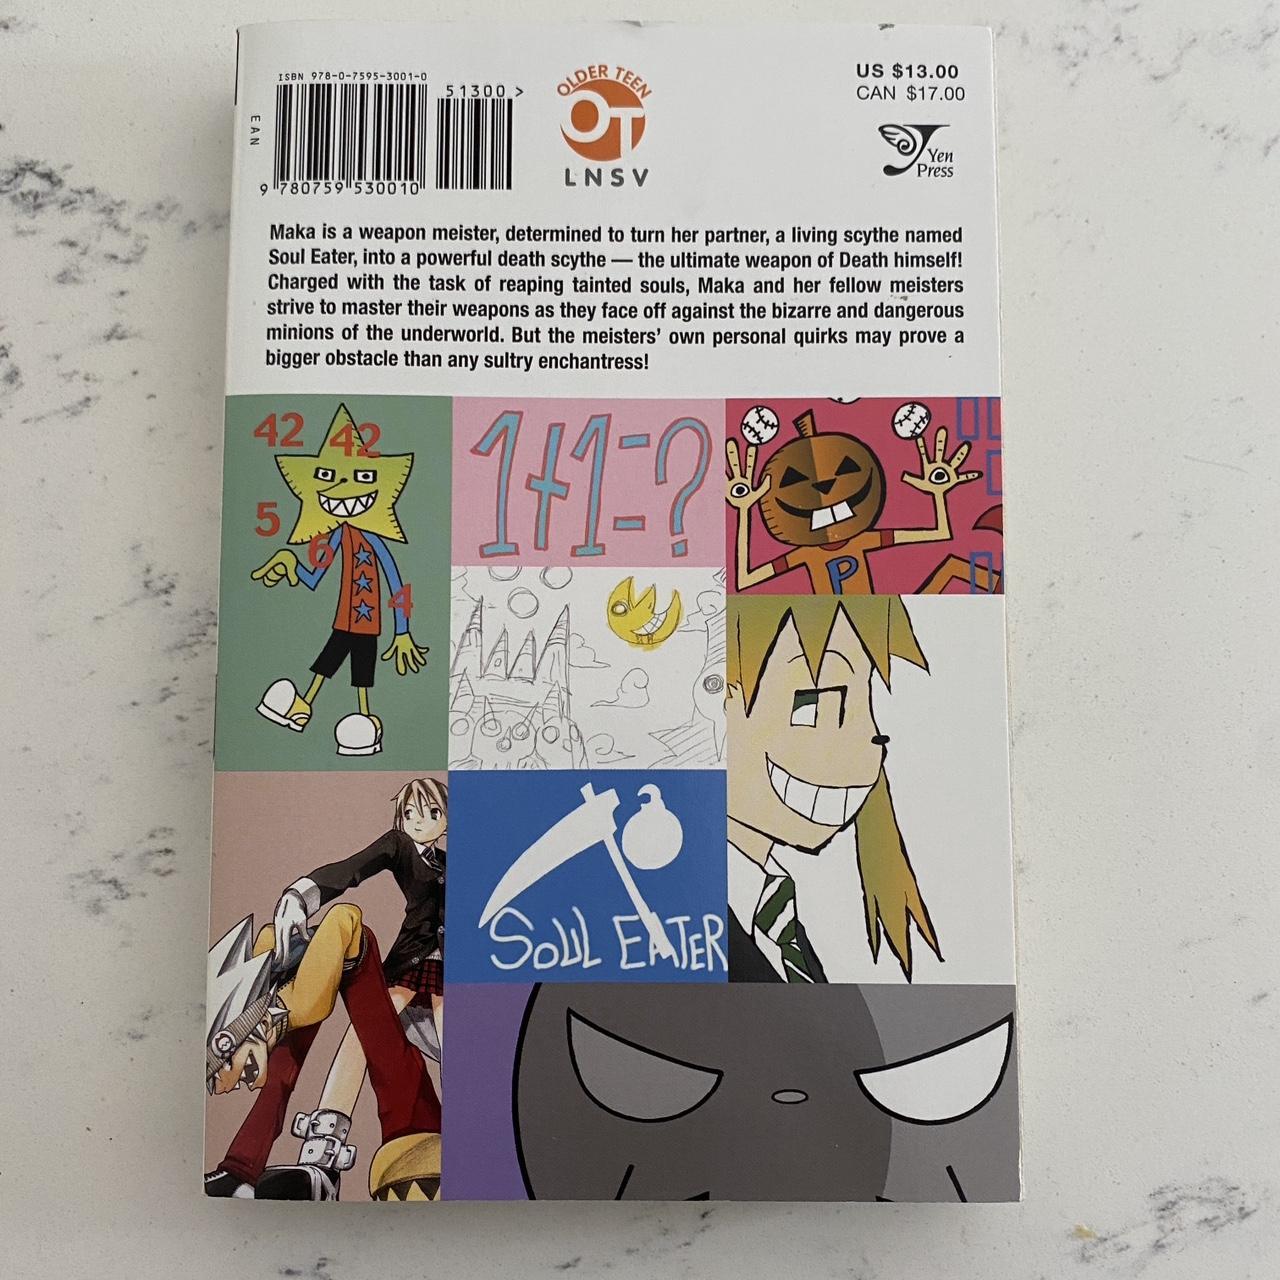 ISBN 978-0-7595-3001-0
51300 >
EAN
9 780759 530010
OLDER TEEN
OT
LNSV
US $13.00
CAN $17.00
Yen
Press
Maka is a weapon meister, determined to turn her partner, a living scythe named
Soul Eater, into a powerful death scythe — the ultimate weapon of Death himself!
Charged with the task of reaping tainted souls, Maka and her fellow meisters
strive to master their weapons as they face off against the bizarre and dangerous
minions of the underworld. But the meisters' own personal quirks may prove a
bigger obstacle than any sultry enchantress!
42
42
5
6
4
1+1=?
P
SOUL EATER